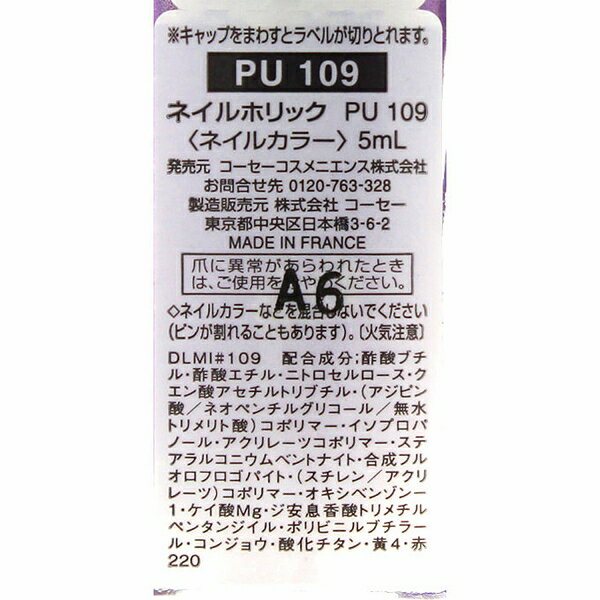 ※キャップをまわすとラベルが切りとれます。
PU 109
ネイルホリック PU 109
〈ネイルカラー〉5mL
発売元 コーセーコスメニエンス株式会社
お問合せ先 0120-763-328
製造販売元 株式会社 コーセー
東京都中央区日本橋3-6-2
MADE IN FRANCE
爪に異常があらわれたとき
は、ご使用をおやめください。
A6
◇ネイルカラーなどを混合しないでください
(ビンが割れることもあります)。〔火気注意〕
DLMI#109 配合成分;酢酸ブチ
ル・酢酸エチル・ニトロセルロース・ク
エン酸アセチルトリブチル・(アジピン
酸/ネオペンチルグリコール/無水
トリメリト酸)コポリマー・イソプロパ
ノール・アクリレーツコポリマー・ステ
アラルコニウムベントナイト・合成フル
オロフロゴパイト・(スチレン/アクリ
レーツ)コポリマー・オキシベンゾン-
1・ケイ酸Mg・ジ安息香酸トリメチル
ペンタンジイル・ポリビニルブチラー
ル・コンジョウ・酸化チタン・黄4・赤
220